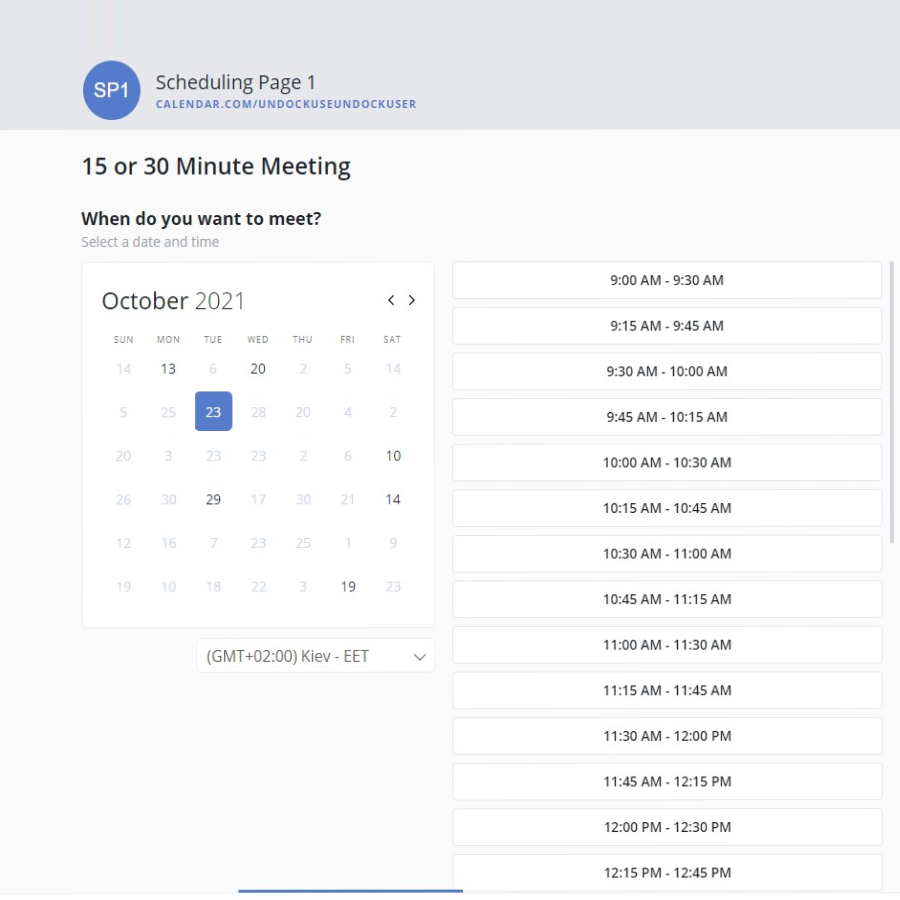 SP1
Scheduling Page 1
CALENDAR.COM/UNDOCKUSEUNDOCKUSER
15 or 30 Minute Meeting
When do you want to meet?
Select a date and time
October 2021
SUN MON TUE WED THU FRI SAT
14 13 6 20 2 5 14
5 25 23 28 20 4 2
20 3 23 23 2 6 10
26 30 29 17 30 21 14
12 16 7 23 25 1 9
19 10 18 22 3 19 23
(GMT+02:00) Kiev - EET
9:00 AM - 9:30 AM
9:15 AM - 9:45 AM
9:30 AM - 10:00 AM
9:45 AM - 10:15 AM
10:00 AM - 10:30 AM
10:15 AM - 10:45 AM
10:30 AM - 11:00 AM
10:45 AM - 11:15 AM
11:00 AM - 11:30 AM
11:15 AM - 11:45 AM
11:30 AM - 12:00 PM
11:45 AM - 12:15 PM
12:00 PM - 12:30 PM
12:15 PM - 12:45 PM